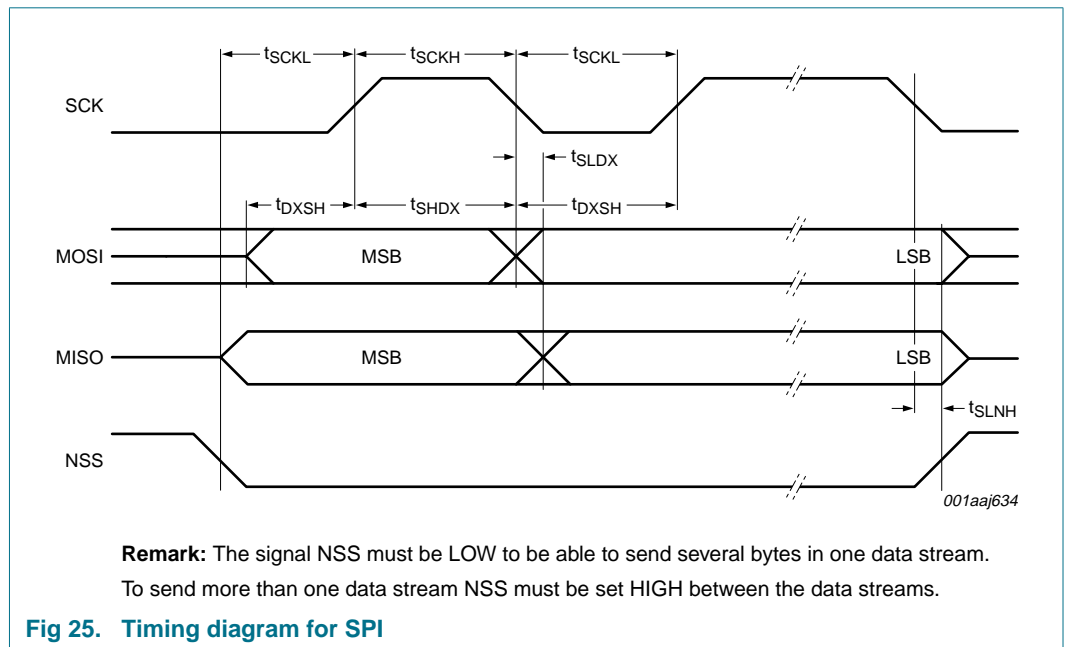 tSCKL tSCKH tSCKL
SCK
tSLDX
tDXSH tSHDX tDXSH
MOSI MSB LSB
MISO MSB LSB
tSLNH
NSS
001aaj634
Remark: The signal NSS must be LOW to be able to send several bytes in one data stream.
To send more than one data stream NSS must be set HIGH between the data streams.
Fig 25. Timing diagram for SPI